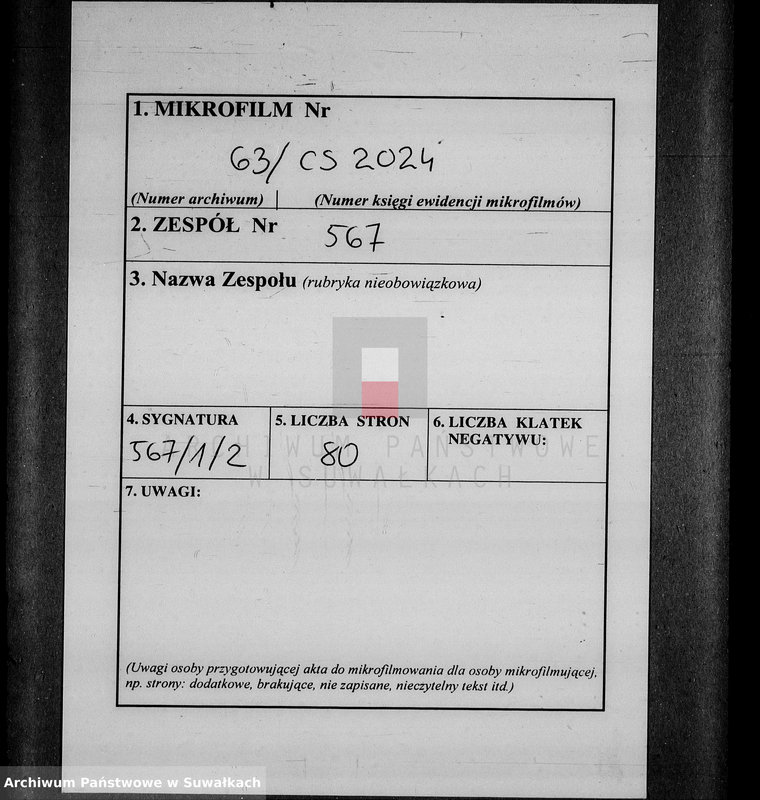 1. MIKROFILM Nr
63/ CS 2024
(Numer archiwum) | (Numer księgi ewidencji mikrofilmów)
2. ZESPÓŁ Nr
567
3. Nazwa Zespołu (rubryka nieobowiązkowa)
4. SYGNATURA
567/1/2
5. LICZBA STRON
80
6. LICZBA KLATEK
NEGATYWU:
ARCHIWUM PAŃSTWOWE
W SUWAŁKACH
7. UWAGI:
(Uwagi osoby przygotowującej akta do mikrofilmowania dla osoby mikrofilmującej,
np. strony: dodatkowe, brakujące, nie zapisane, nieczytelny tekst itd.)
Archiwum Państwowe w Suwałkach